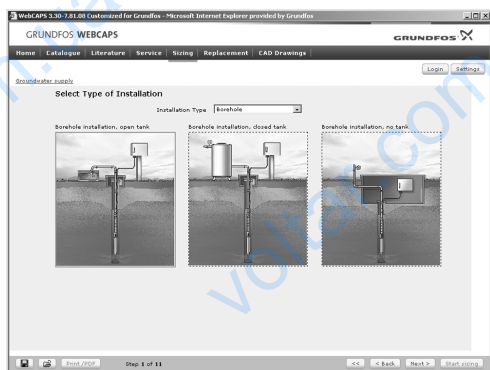 WebCAPS 3.30-7.81.08 Customized for Grundfos - Microsoft Internet Explorer provided by Grundfos
GRUNDFOS WEBCAPS
GRUNDFOS
Home Catalogue Literature Service Sizing Replacement CAD Drawings
Login Settings
Groundwater supply
Select Type of Installation
Installation Type Borehole
Borehole installation, open tank Borehole installation, closed tank Borehole installation, no tank
Print/PDF Step 1 of 11 << < Back Next > Start sizing
voltar.com